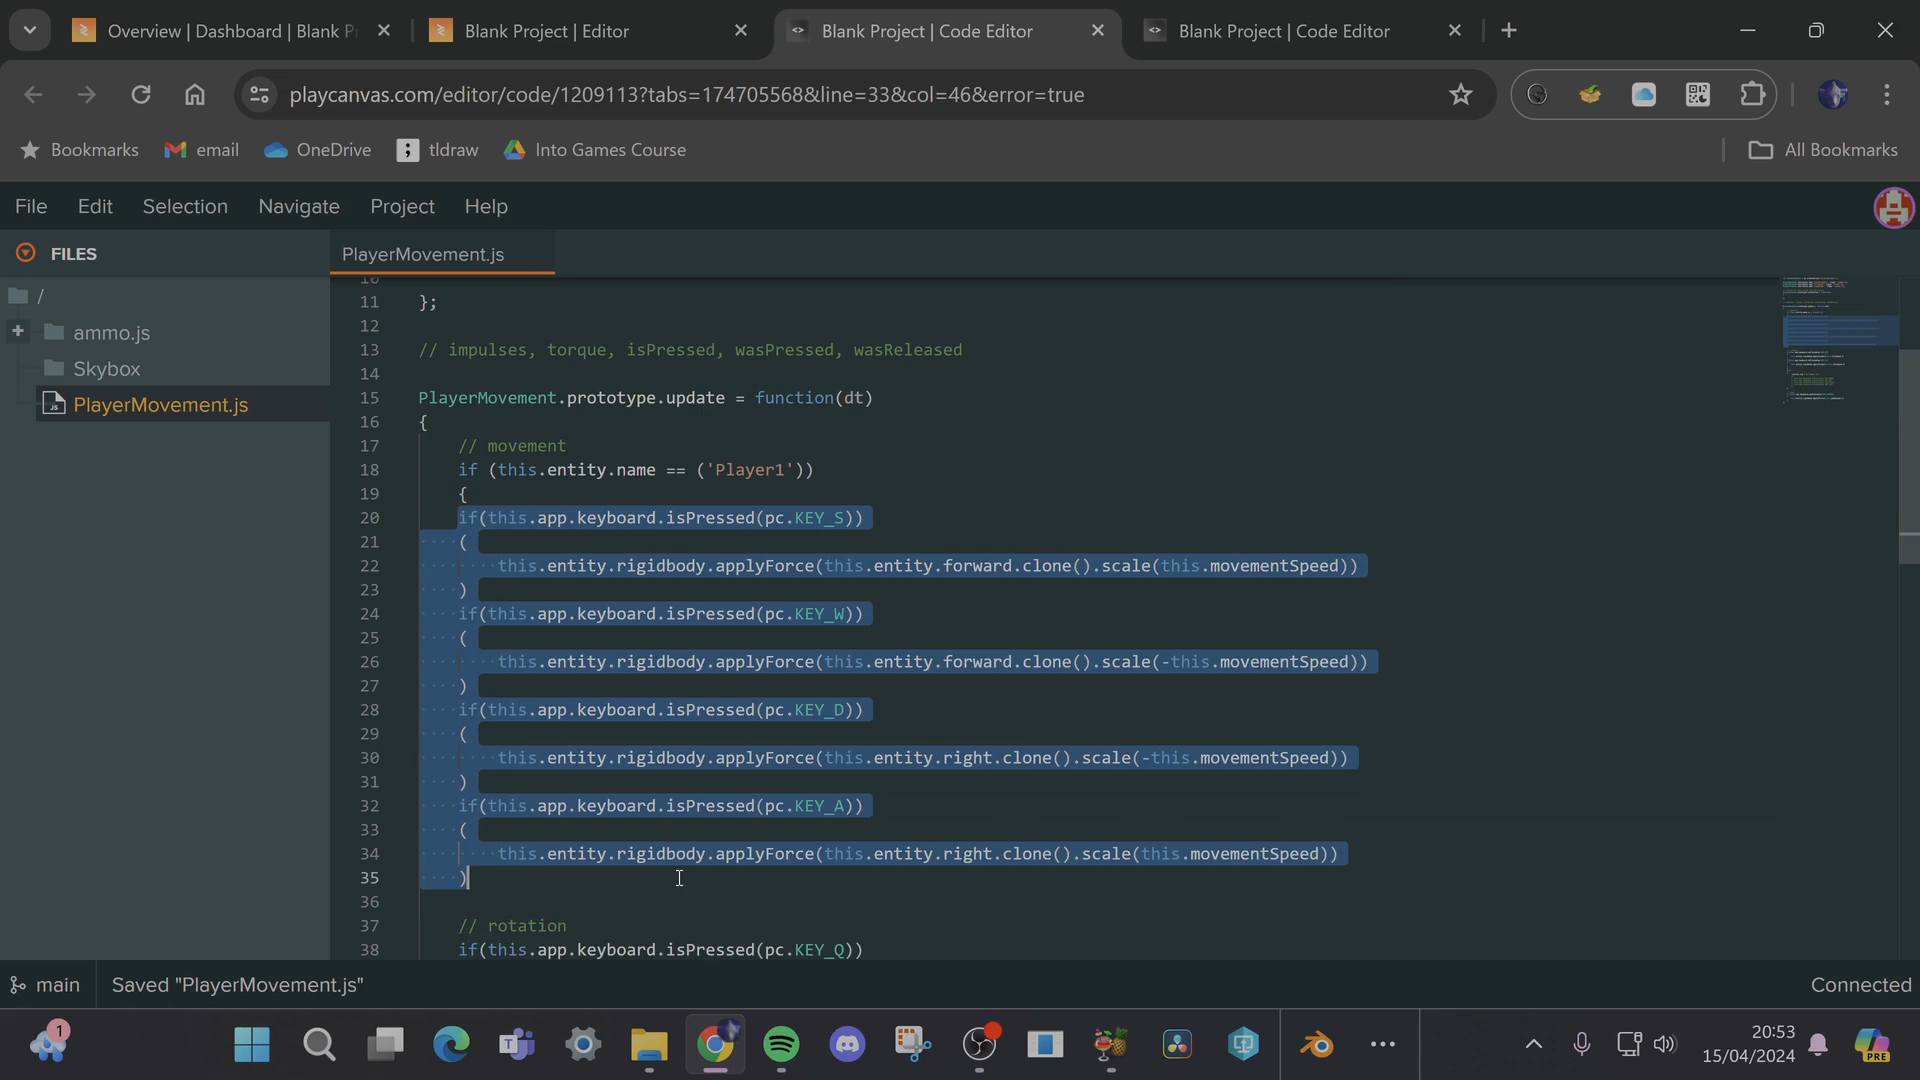 Overview | Dashboard | Blank P
Blank Project | Editor
Blank Project | Code Editor
Blank Project | Code Editor
playcanvas.com/editor/code/1209113?tabs=174705568&line=33&col=46&error=true
Bookmarks
email
OneDrive
tldraw
Into Games Course
All Bookmarks
File Edit Selection Navigate Project Help
FILES
PlayerMovement.js
/
ammo.js
Skybox
PlayerMovement.js
10
11 };
12
13 // impulses, torque, isPressed, wasPressed, wasReleased
14
15 PlayerMovement.prototype.update = function(dt)
16 {
17 // movement
18 if (this.entity.name == ('Player1'))
19 {
20 if(this.app.keyboard.isPressed(pc.KEY_S))
21 (
22 this.entity.rigidbody.applyForce(this.entity.forward.clone().scale(this.movementSpeed))
23 )
24 if(this.app.keyboard.isPressed(pc.KEY_W))
25 (
26 this.entity.rigidbody.applyForce(this.entity.forward.clone().scale(-this.movementSpeed))
27 )
28 if(this.app.keyboard.isPressed(pc.KEY_D))
29 (
30 this.entity.rigidbody.applyForce(this.entity.right.clone().scale(-this.movementSpeed))
31 )
32 if(this.app.keyboard.isPressed(pc.KEY_A))
33 (
34 this.entity.rigidbody.applyForce(this.entity.right.clone().scale(this.movementSpeed))
35 )
36
37 // rotation
38 if(this.app.keyboard.isPressed(pc.KEY_Q))
main
Saved "PlayerMovement.js"
Connected
1
20:53
15/04/2024
PRE